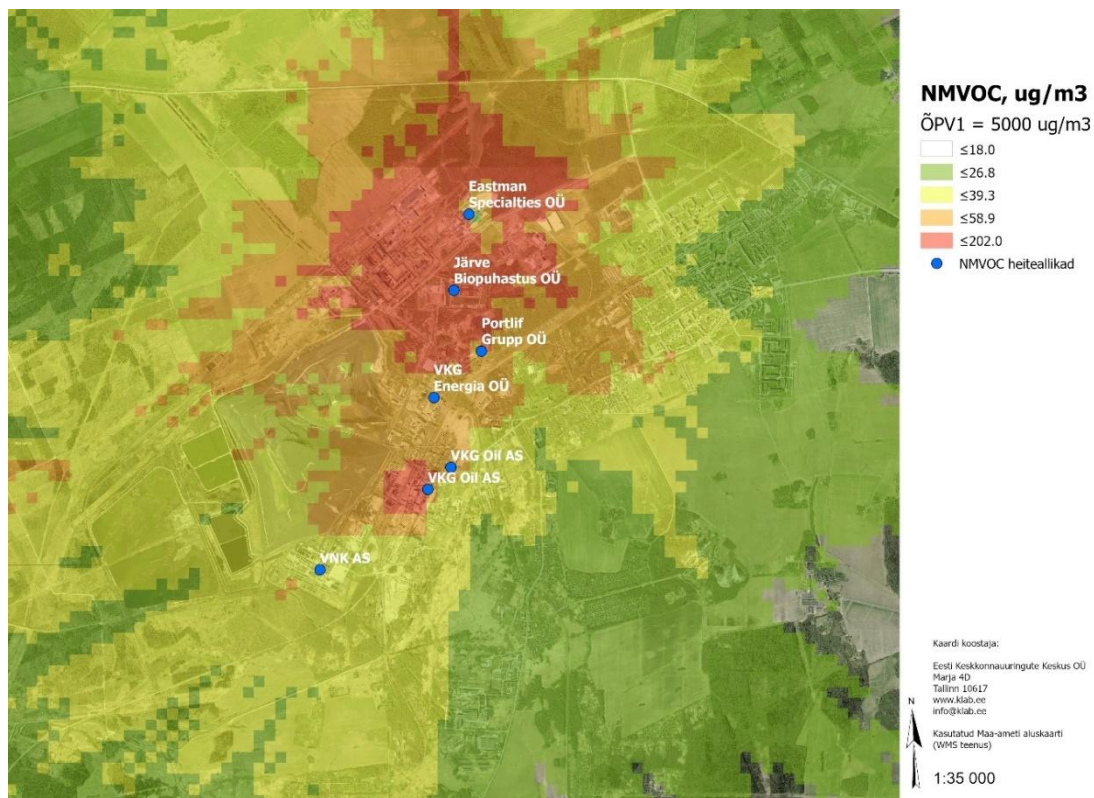 NMVOC, ug/m3
ÕPV1 = 5000 ug/m3
≤18.0
≤26.8
≤39.3
≤58.9
≤202.0
NMVOC heiteallikad
Eastman
Specialties OÜ
Järve
Biopuhastus OÜ
Portlif
Grupp OÜ
VKG
Energia OÜ
VKG Oil AS
VKG Oil AS
VNK AS
Kaardi koostaja:
Eesti Keskkonnauuringute Keskus OÜ
Marja 4D
Tallinn 10617
www.klab.ee
info@klab.ee
N
Kasutatud Maa-ameti aluskaarti
(WMS teenus)
1:35 000